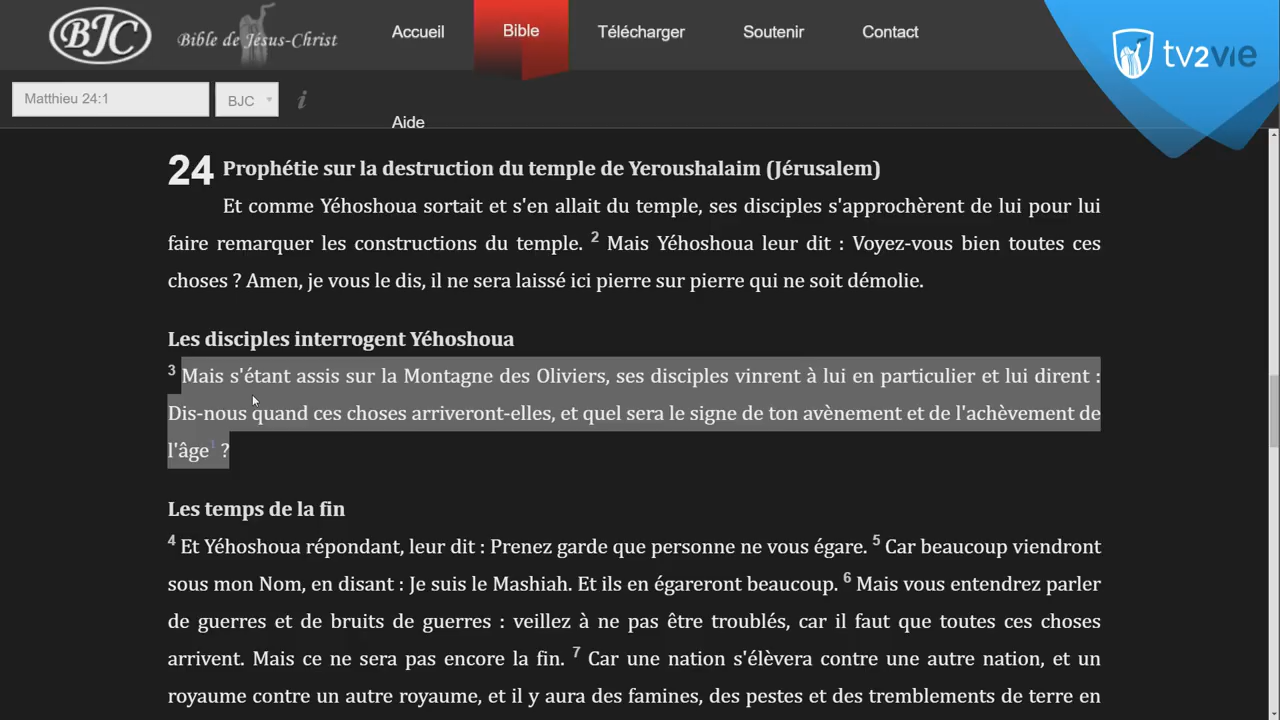 BJC Bible de Jésus-Christ Accueil Bible Télécharger Soutenir Contact tv2vie
Matthieu 24:1 BJC i Aide
24 Prophétie sur la destruction du temple de Yeroushalaim (Jérusalem)
Et comme Yéhoshoua sortait et s'en allait du temple, ses disciples s'approchèrent de lui pour lui
faire remarquer les constructions du temple. 2 Mais Yéhoshoua leur dit : Voyez-vous bien toutes ces
choses ? Amen, je vous le dis, il ne sera laissé ici pierre sur pierre qui ne soit démolie.
Les disciples interrogent Yéhoshoua
3 Mais s'étant assis sur la Montagne des Oliviers, ses disciples vinrent à lui en particulier et lui dirent :
Dis-nous quand ces choses arriveront-elles, et quel sera le signe de ton avènement et de l'achèvement de
l'âge1 ?
Les temps de la fin
4 Et Yéhoshoua répondant, leur dit : Prenez garde que personne ne vous égare. 5 Car beaucoup viendront
sous mon Nom, en disant : Je suis le Mashiah. Et ils en égareront beaucoup. 6 Mais vous entendrez parler
de guerres et de bruits de guerres : veillez à ne pas être troublés, car il faut que toutes ces choses
arrivent. Mais ce ne sera pas encore la fin. 7 Car une nation s'élèvera contre une autre nation, et un
royaume contre un autre royaume, et il y aura des famines, des pestes et des tremblements de terre en